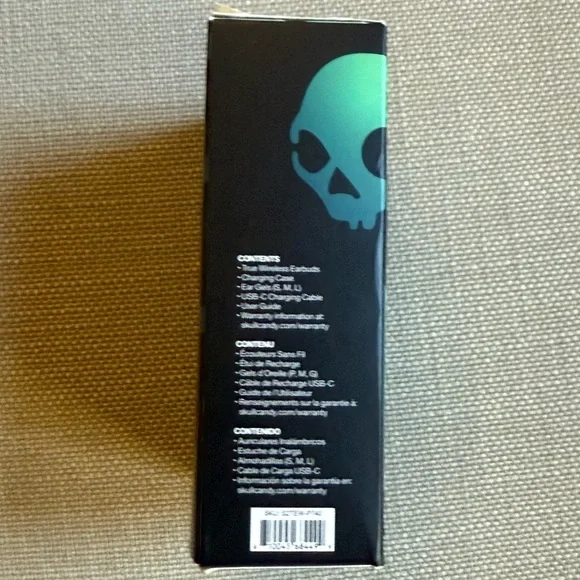 CONTENTS
- True Wireless Earbuds
- Charging Case
- Ear Gels (S, M, L)
- USB-C Charging Cable
- User Guide
- Warranty information at:
skullcandy.com/warranty
CONTENU
- Écouteurs Sans Fil
- Étui de Recharge
- Gels d'Oreille (P, M, G)
- Câble de Recharge USB-C
- Guide de l'Utilisateur
- Renseignements sur la garantie à:
skullcandy.com/warranty
CONTENIDO
- Auriculares Inalámbricos
- Estuche de Carga
- Almohadillas (S, M, L)
- Cable de Carga USB-C
- Información sobre la garantía en:
skullcandy.com/warranty
SKU: S2TEW-P740